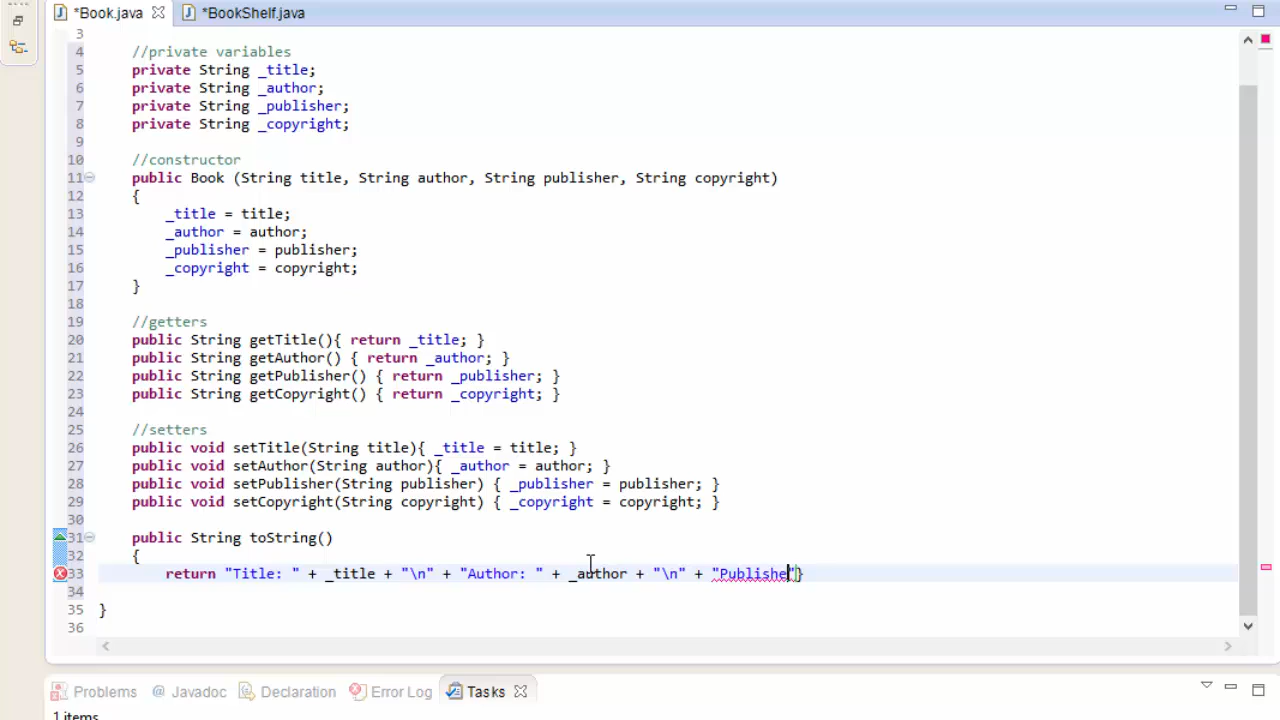 *Book.java *BookShelf.java
3
4 //private variables
5 private String _title;
6 private String _author;
7 private String _publisher;
8 private String _copyright;
9
10 //constructor
11 public Book (String title, String author, String publisher, String copyright)
12 {
13 _title = title;
14 _author = author;
15 _publisher = publisher;
16 _copyright = copyright;
17 }
18
19 //getters
20 public String getTitle(){ return _title; }
21 public String getAuthor() { return _author; }
22 public String getPublisher() { return _publisher; }
23 public String getCopyright() { return _copyright; }
24
25 //setters
26 public void setTitle(String title){ _title = title; }
27 public void setAuthor(String author){ _author = author; }
28 public void setPublisher(String publisher) { _publisher = publisher; }
29 public void setCopyright(String copyright) { _copyright = copyright; }
30
31 public String toString()
32 {
33 return "Title: " + _title + "\n" + "Author: " + _author + "\n" + "Publishe"}
34
35 }
36
Problems @ Javadoc Declaration Error Log Tasks
1 items